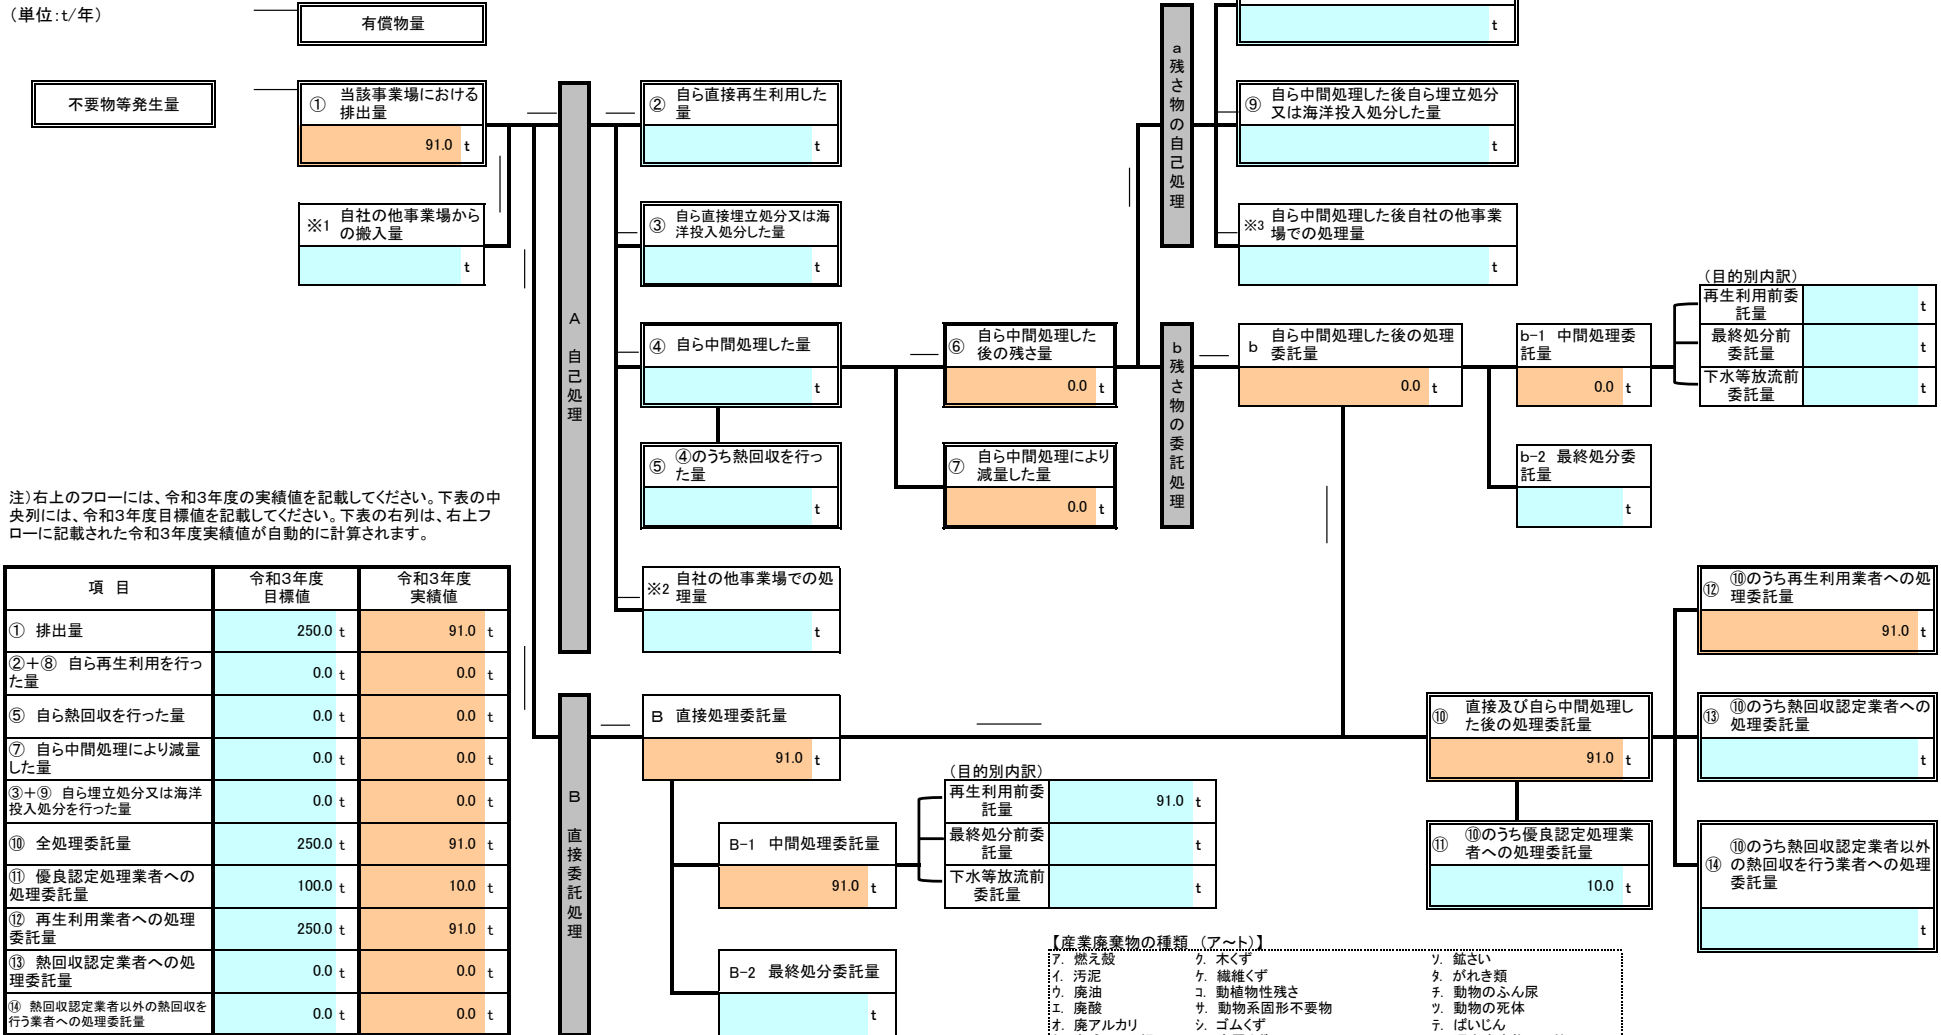 (単位:t/年)
有償物量
t
不要物等発生量
① 当該事業場における
排出量
91.0 t
※1 自社の他事業場から
の搬入量
t
A 自己処理
② 自ら直接再生利用した
量
t
③ 自ら直接埋立処分又は海
洋投入処分した量
t
④ 自ら中間処理した量
t
⑤ ④のうち熱回収を行っ
た量
t
※2 自社の他事業場での処
理量
t
⑥ 自ら中間処理した
後の残さ量
0.0 t
⑦ 自ら中間処理により
減量した量
0.0 t
a 残さ物の自己処理
⑨ 自ら中間処理した後自ら埋立処分
又は海洋投入処分した量
t
※3 自ら中間処理した後自社の他事業
場での処理量
t
b 残さ物の委託処理
b 自ら中間処理した後の処理
委託量
0.0 t
b-1 中間処理委
託量
0.0 t
b-2 最終処分委
託量
t
(目的別内訳)
再生利用前委
託量
t
最終処分前
委託量
t
下水等放流前
委託量
t
注)右上のフローには、令和3年度の実績値を記載してください。下表の中
央列には、令和3年度目標値を記載してください。下表の右列は、右上フ
ローに記載された令和3年度実績値が自動的に計算されます。
項 目 令和3年度 目標値 令和3年度 実績値
① 排出量 250.0 t 91.0 t
②+⑧ 自ら再生利用を行っ
た量 0.0 t 0.0 t
⑤ 自ら熱回収を行った量 0.0 t 0.0 t
⑦ 自ら中間処理により減量
した量 0.0 t 0.0 t
③+⑨ 自ら埋立処分又は海洋
投入処分を行った量 0.0 t 0.0 t
⑩ 全処理委託量 250.0 t 91.0 t
⑪ 優良認定処理業者への
処理委託量 100.0 t 10.0 t
⑫ 再生利用業者への処理
委託量 250.0 t 91.0 t
⑬ 熱回収認定業者への処
理委託量 0.0 t 0.0 t
⑭ 熱回収認定業者以外の熱回収を
行う業者への処理委託量 0.0 t 0.0 t
B 直接委託処理
B 直接処理委託量
91.0 t
B-1 中間処理委託量
91.0 t
B-2 最終処分委託量
t
(目的別内訳)
再生利用前委
託量
91.0 t
最終処分前委
託量
t
下水等放流前
委託量
t
⑩ 直接及び自ら中間処理し
た後の処理委託量
91.0 t
⑪ ⑩のうち優良認定処理業
者への処理委託量
10.0 t
⑫ ⑩のうち再生利用業者への処
理委託量
91.0 t
⑬ ⑩のうち熱回収認定業者への
処理委託量
t
⑭ ⑩のうち熱回収認定業者以外
の熱回収を行う業者への処理
委託量
t
【産業廃棄物の種類 (ア~ト)】
ア. 燃え殻 ク. 木くず ソ. 鉱さい
イ. 汚泥 ケ. 繊維くず タ. がれき類
ウ. 廃油 コ. 動植物性残さ チ. 動物のふん尿
エ. 廃酸 サ. 動物系固形不要物 ツ. 動物の死体
オ. 廃アルカリ シ. ゴムくず テ. ばいじん